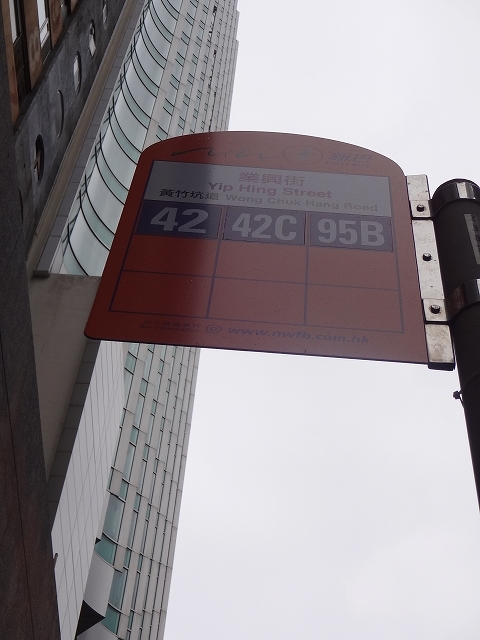 業興街
Yip Hing Street
黃竹坑道 Wong Chuk Hang Road
42 42C 95B
www.nwfb.com.hk